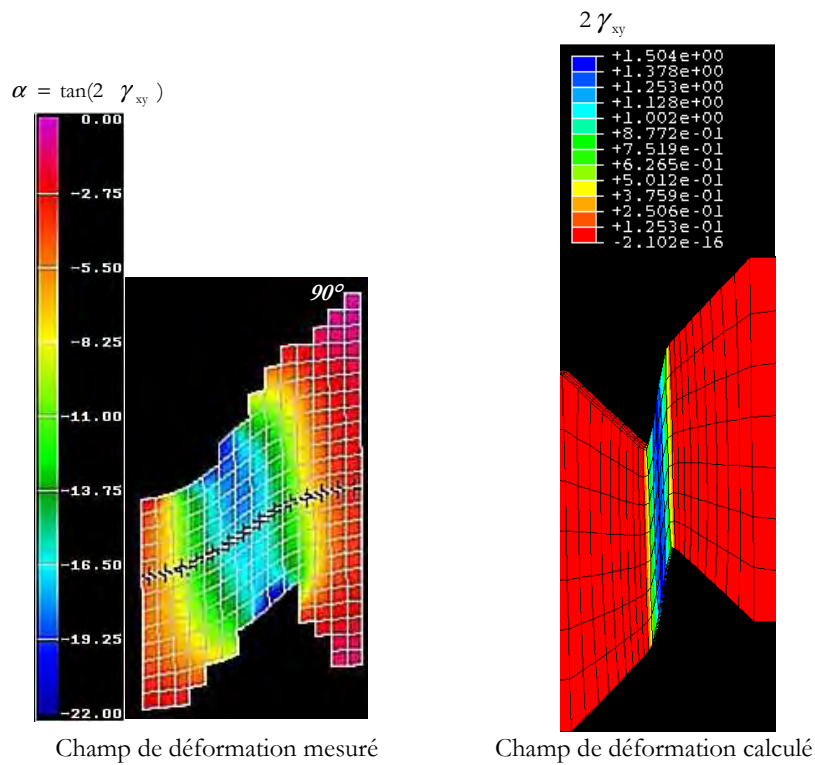 α = tan(2 γxy )
0.00
-2.75
-5.50
-8.25
-11.00
-13.75
-16.50
-19.25
-22.00
90°
Champ de déformation mesuré
2 γxy
+1.504e+00
+1.378e+00
+1.253e+00
+1.128e+00
+1.002e+00
+8.772e-01
+7.519e-01
+6.265e-01
+5.012e-01
+3.759e-01
+2.506e-01
+1.253e-01
-2.102e-16
Champ de déformation calculé